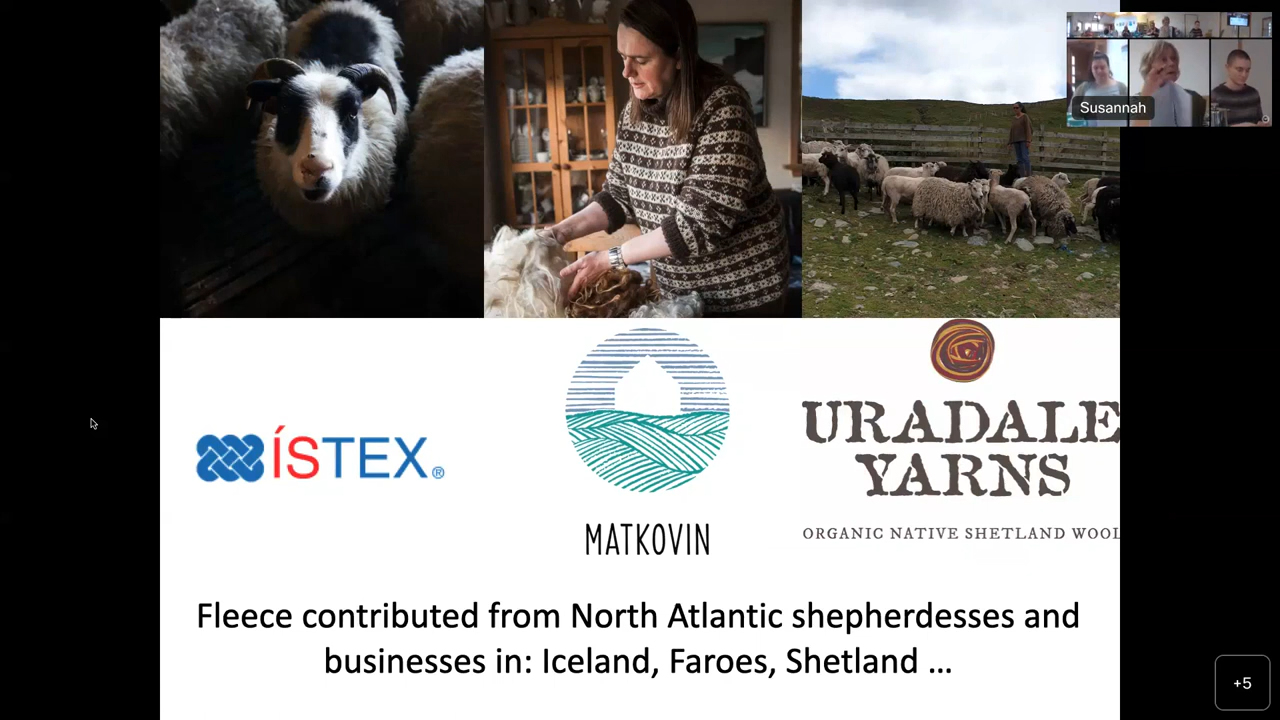 Susannah
ÍSTEX®
MATKOVIN
URADALE
YARNS
ORGANIC NATIVE SHETLAND WOOL
Fleece contributed from North Atlantic shepherdesses and
businesses in: Iceland, Faroes, Shetland ...
+5